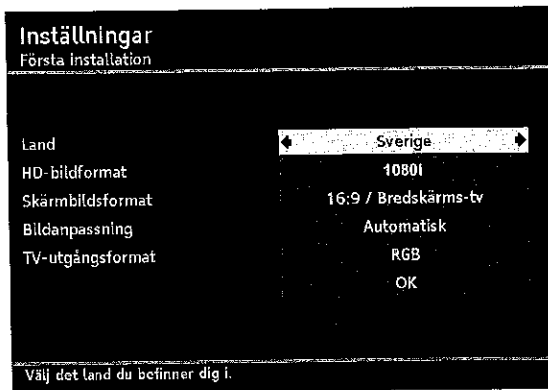 Inställningar
Första installation
Land Sverige
HD-bildformat 1080i
Skärmbildsformat 16:9 / Bredskärms-tv
Bildanpassning Automatisk
TV-utgångsformat RGB
OK
Välj det land du befinner dig i.